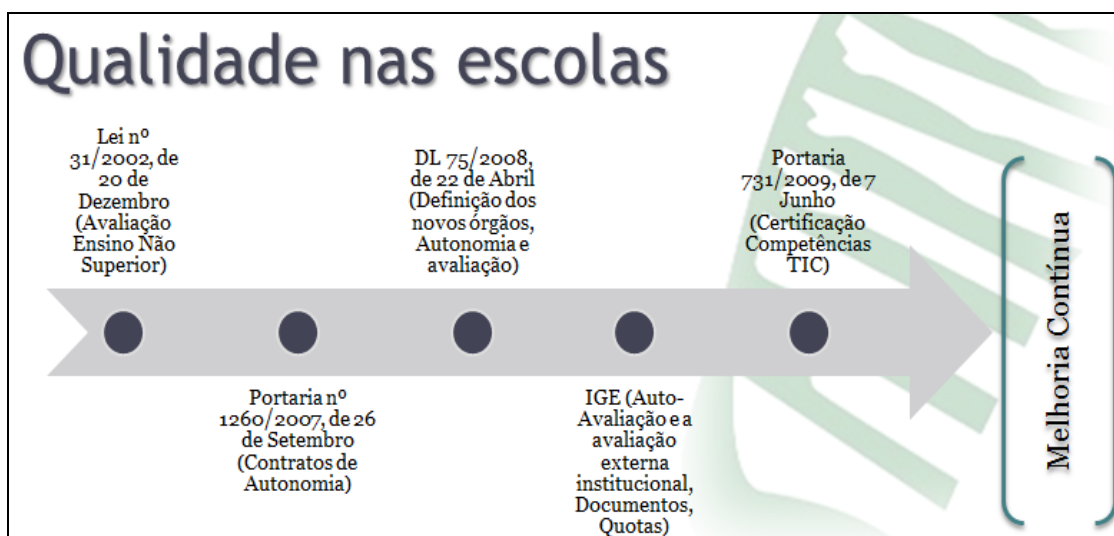 Qualidade nas escolas
Lei nº
31/2002, de
20 de
Dezembro
(Avaliação
Ensino Não
Superior)
Portaria nº
1260/2007, de 26
de Setembro
(Contratos de
Autonomia)
DL 75/2008,
de 22 de Abril
(Definição dos
novos órgãos,
Autonomia e
avaliação)
IGE (Auto-
Avaliação e a
avaliação
externa
institucional,
Documentos,
Quotas)
Portaria
731/2009, de 7
Junho
(Certificação
Competências
TIC)
Melhoria Contínua